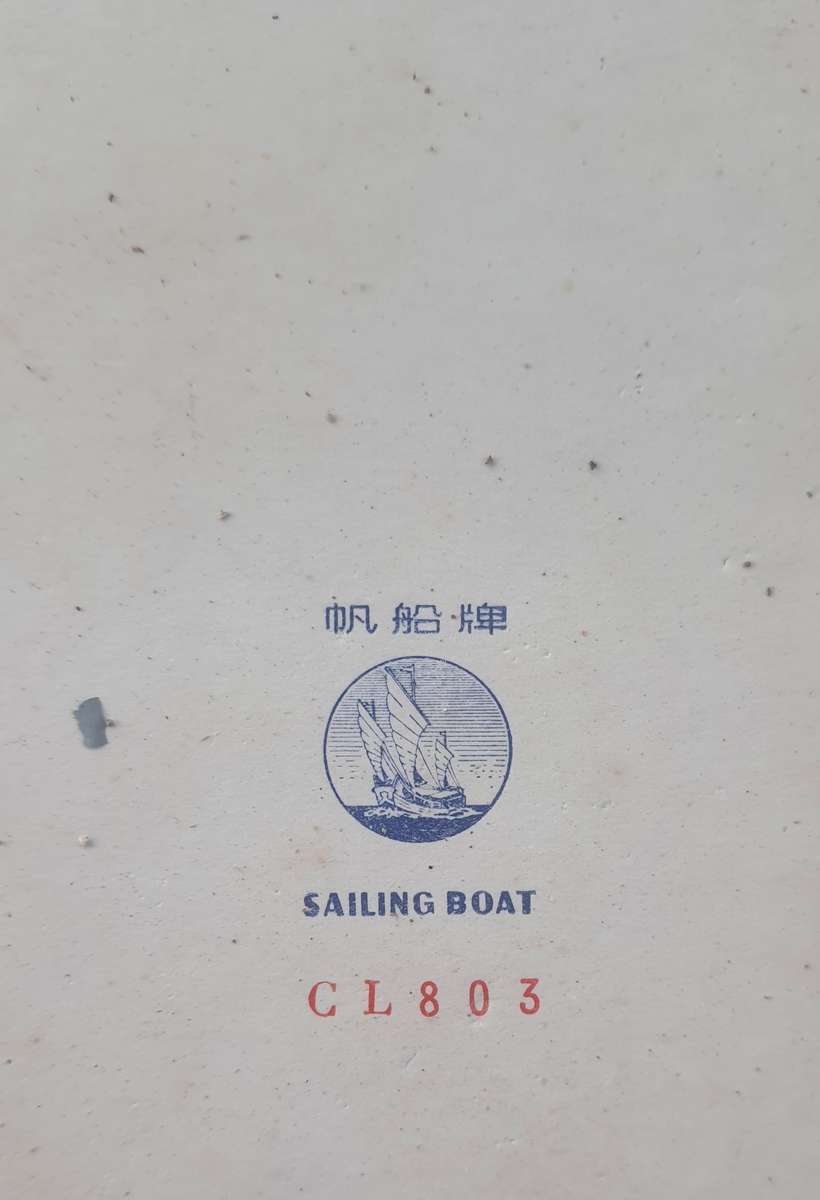 帆船牌
SAILING BOAT
CL803